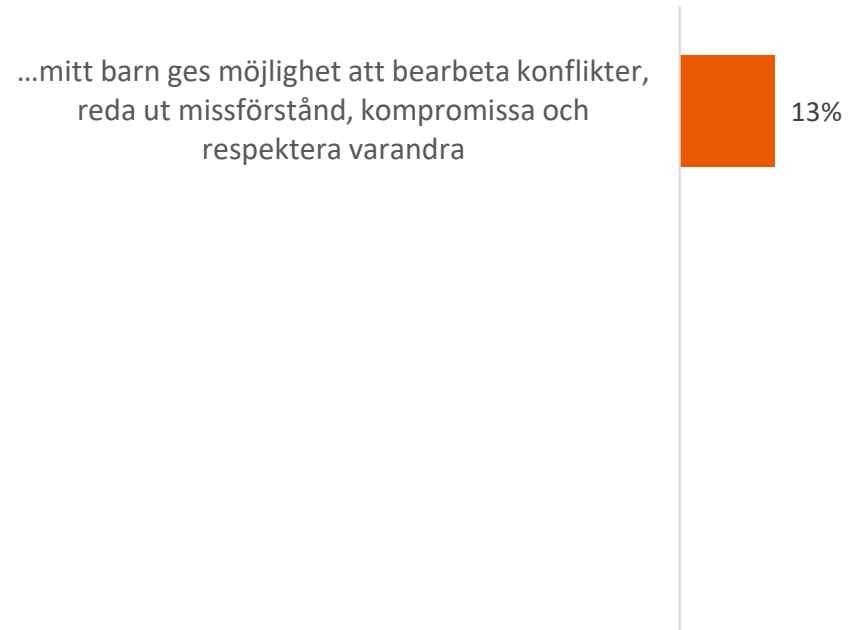 …mitt barn ges möjlighet att bearbeta konflikter,
reda ut missförstånd, kompromissa och
respektera varandra
13%